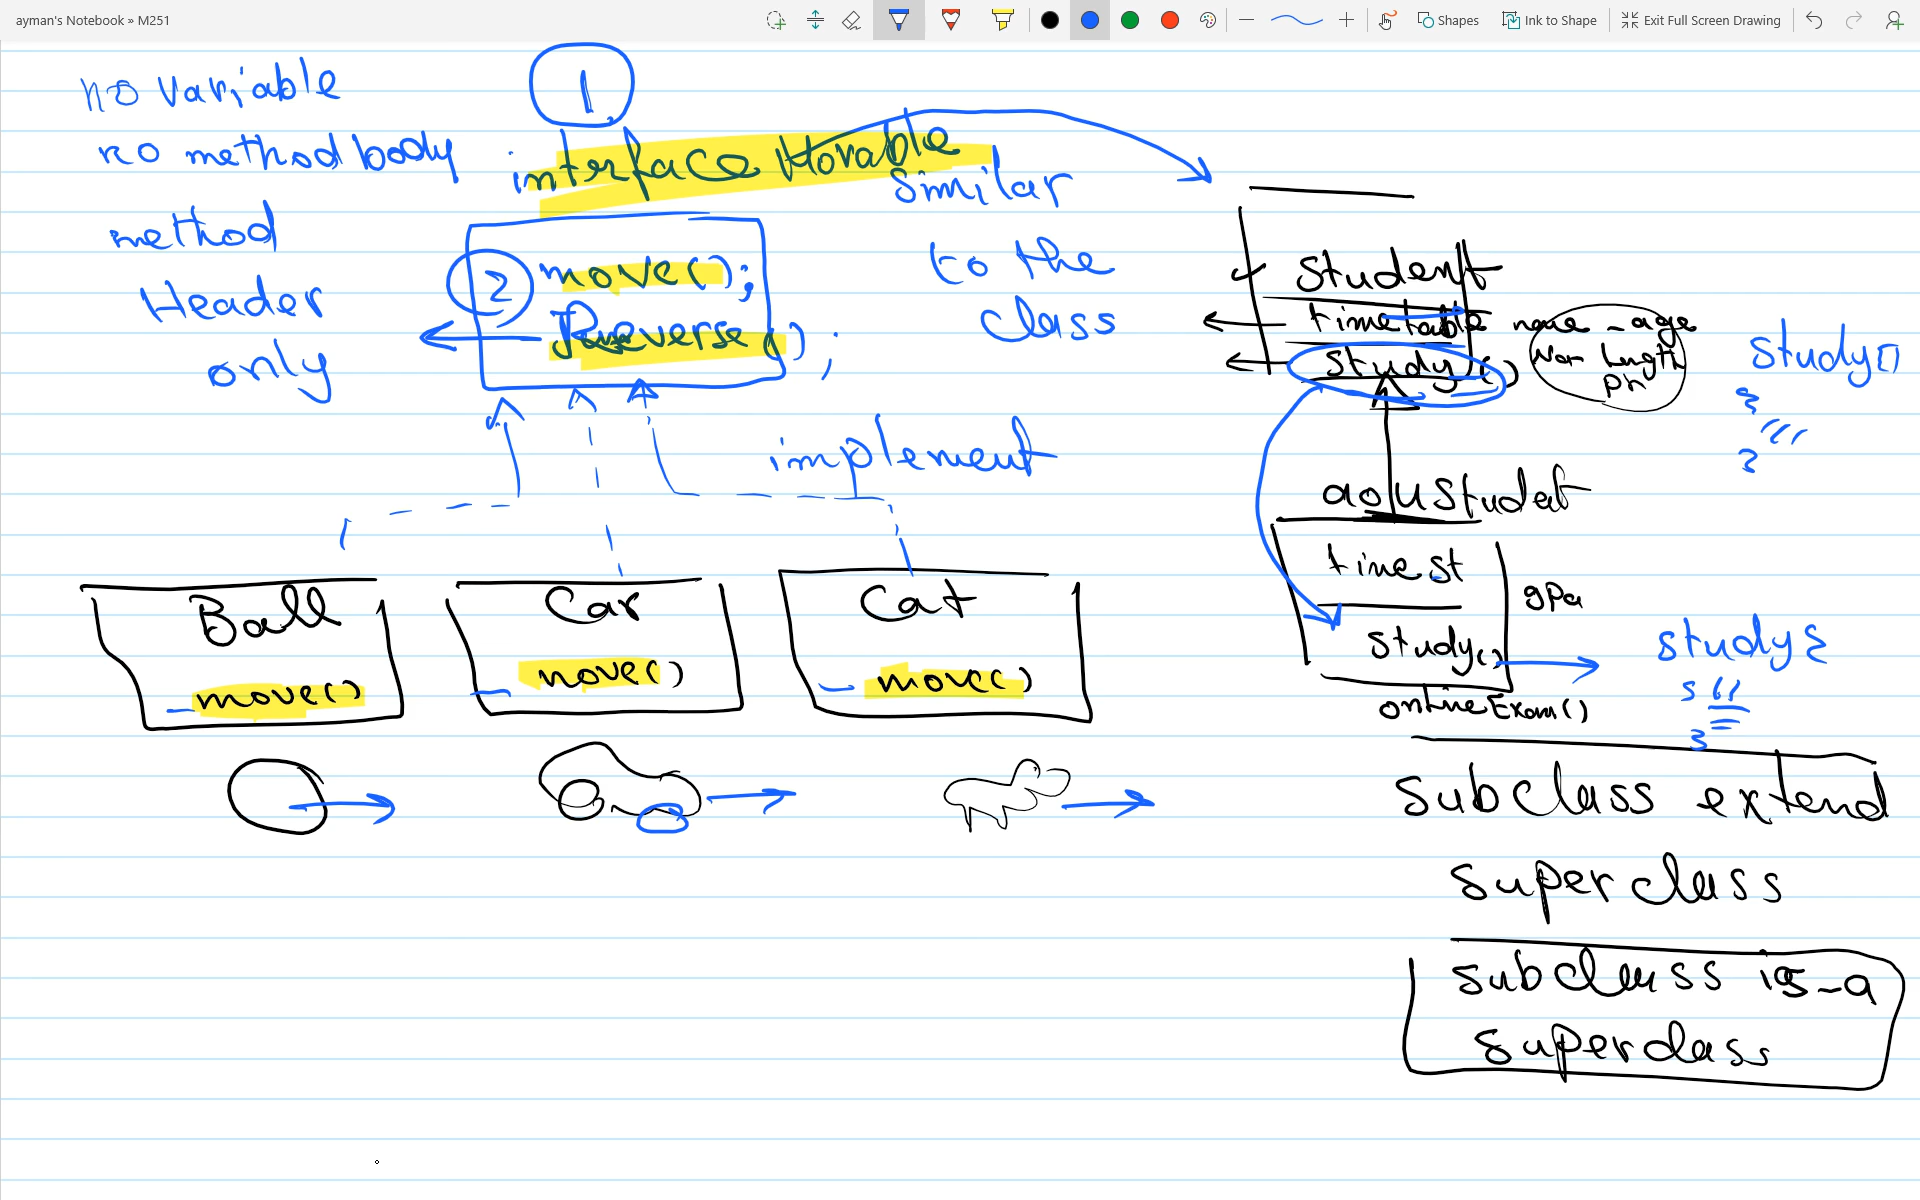 ayman's Notebook » M251
Shapes
Ink to Shape
Exit Full Screen Drawing
no variable
no method body
method
Header
only
1
interface Movable
2
move();
Reverse();
similar
to the
class
implement
Ball
move()
Car
move()
Cat
move()
Student
timetable
study()
name - age
Length
Ph
study()
aouStudet
time st
study()
gpa
onlineExam()
study{
}
subclass extend
superclass
subclass is-a
superclass